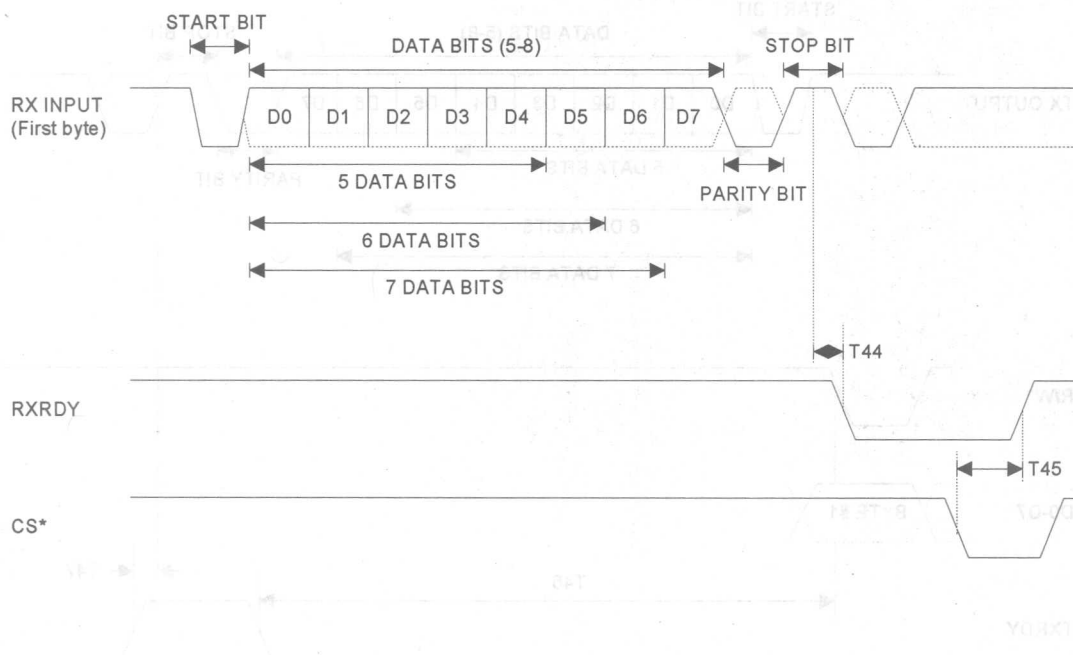 START BIT
DATA BITS (5-8)
STOP BIT
RX INPUT
(First byte)
D0 D1 D2 D3 D4 D5 D6 D7
5 DATA BITS
PARITY BIT
6 DATA BITS
7 DATA BITS
T44
RXRDY
T45
CS*